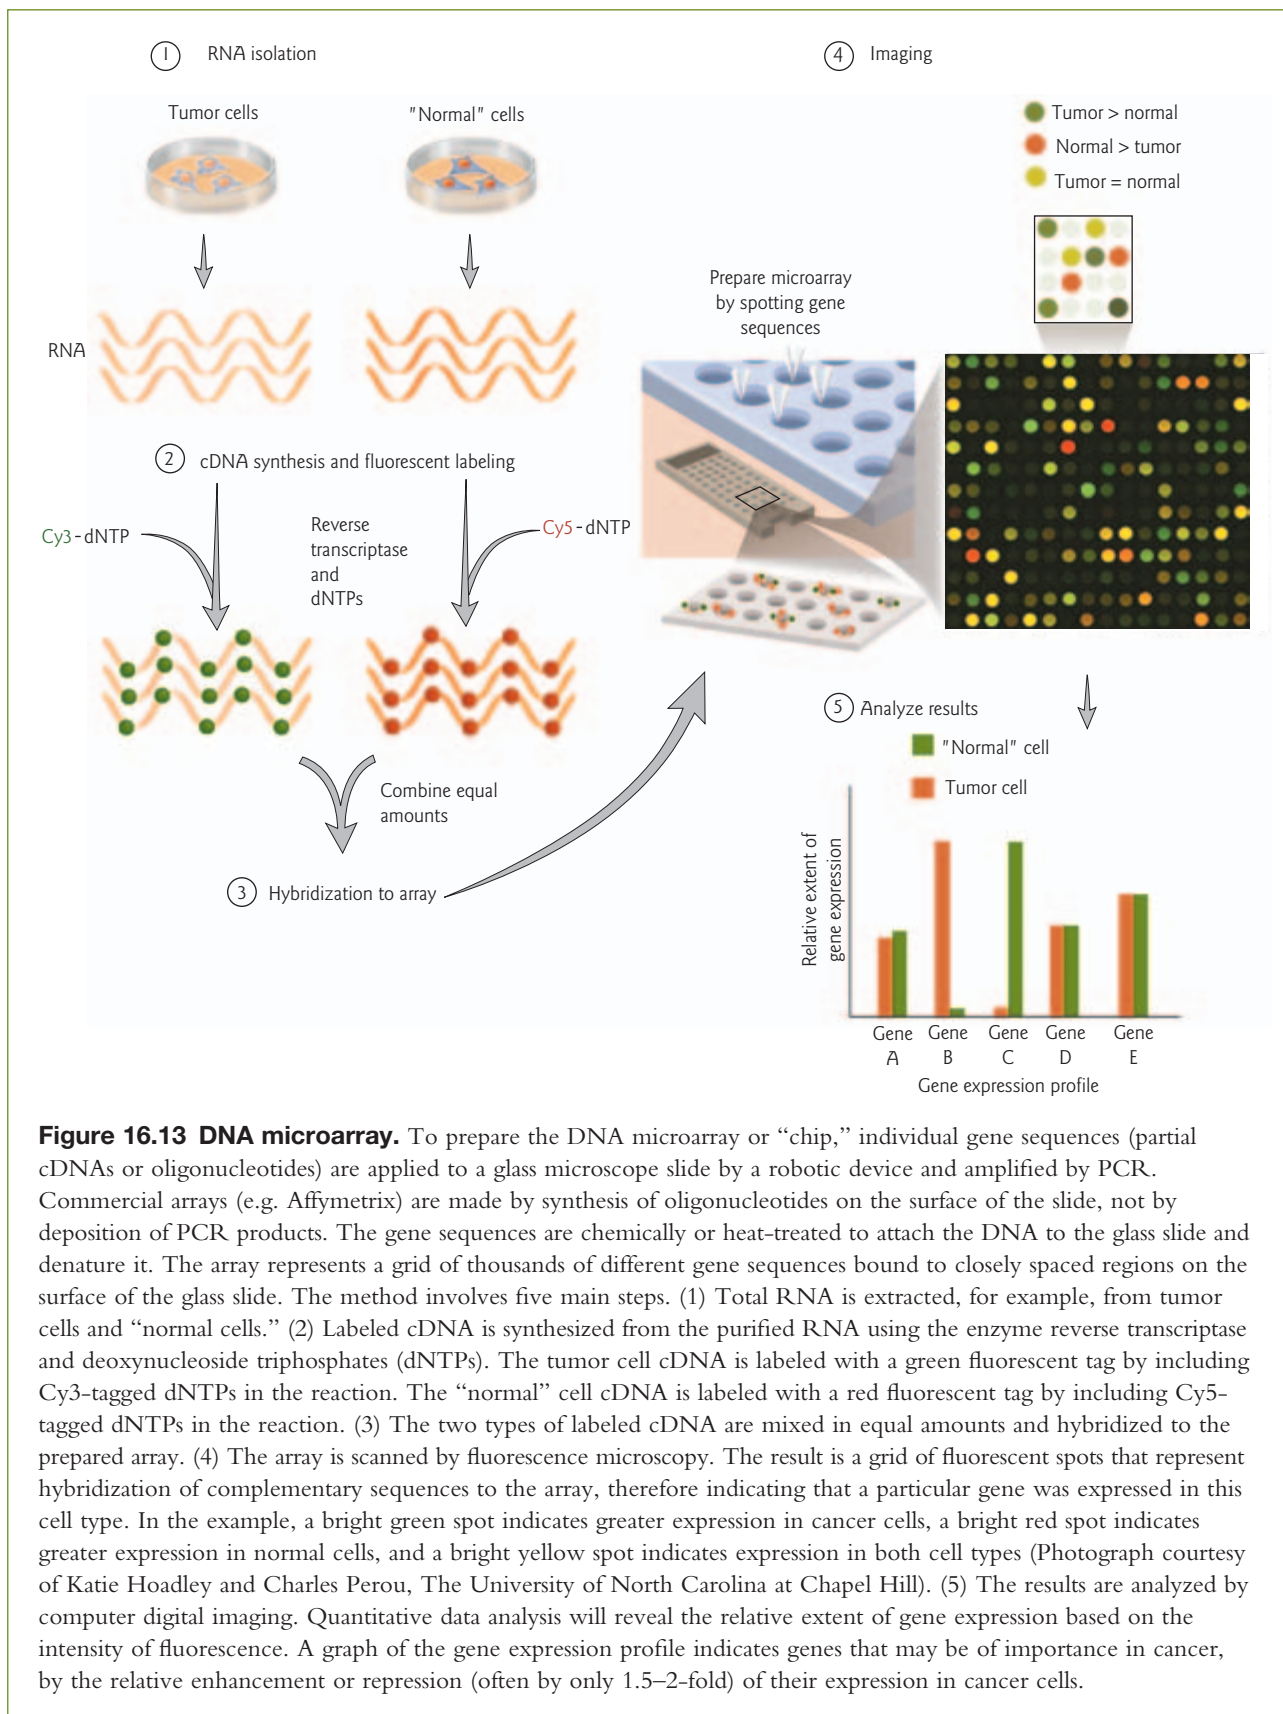 1 RNA isolation
Tumor cells
"Normal" cells
RNA
2 cDNA synthesis and fluorescent labeling
Cy3-dNTP
Reverse
transcriptase
and
dNTPs
Cy5-dNTP
Combine equal
amounts
3 Hybridization to array
Prepare microarray
by spotting gene
sequences
4 Imaging
Tumor > normal
Normal > tumor
Tumor = normal
5 Analyze results
"Normal" cell
Tumor cell
Relative extent of
gene expression
Gene Gene Gene Gene Gene
A B C D E
Gene expression profile
Figure 16.13 DNA microarray. To prepare the DNA microarray or “chip,” individual gene sequences (partial
cDNAs or oligonucleotides) are applied to a glass microscope slide by a robotic device and amplified by PCR.
Commercial arrays (e.g. Affymetrix) are made by synthesis of oligonucleotides on the surface of the slide, not by
deposition of PCR products. The gene sequences are chemically or heat-treated to attach the DNA to the glass slide and
denature it. The array represents a grid of thousands of different gene sequences bound to closely spaced regions on the
surface of the glass slide. The method involves five main steps. (1) Total RNA is extracted, for example, from tumor
cells and “normal cells.” (2) Labeled cDNA is synthesized from the purified RNA using the enzyme reverse transcriptase
and deoxynucleoside triphosphates (dNTPs). The tumor cell cDNA is labeled with a green fluorescent tag by including
Cy3-tagged dNTPs in the reaction. The “normal” cell cDNA is labeled with a red fluorescent tag by including Cy5-
tagged dNTPs in the reaction. (3) The two types of labeled cDNA are mixed in equal amounts and hybridized to the
prepared array. (4) The array is scanned by fluorescence microscopy. The result is a grid of fluorescent spots that represent
hybridization of complementary sequences to the array, therefore indicating that a particular gene was expressed in this
cell type. In the example, a bright green spot indicates greater expression in cancer cells, a bright red spot indicates
greater expression in normal cells, and a bright yellow spot indicates expression in both cell types (Photograph courtesy
of Katie Hoadley and Charles Perou, The University of North Carolina at Chapel Hill). (5) The results are analyzed by
computer digital imaging. Quantitative data analysis will reveal the relative extent of gene expression based on the
intensity of fluorescence. A graph of the gene expression profile indicates genes that may be of importance in cancer,
by the relative enhancement or repression (often by only 1.5–2-fold) of their expression in cancer cells.